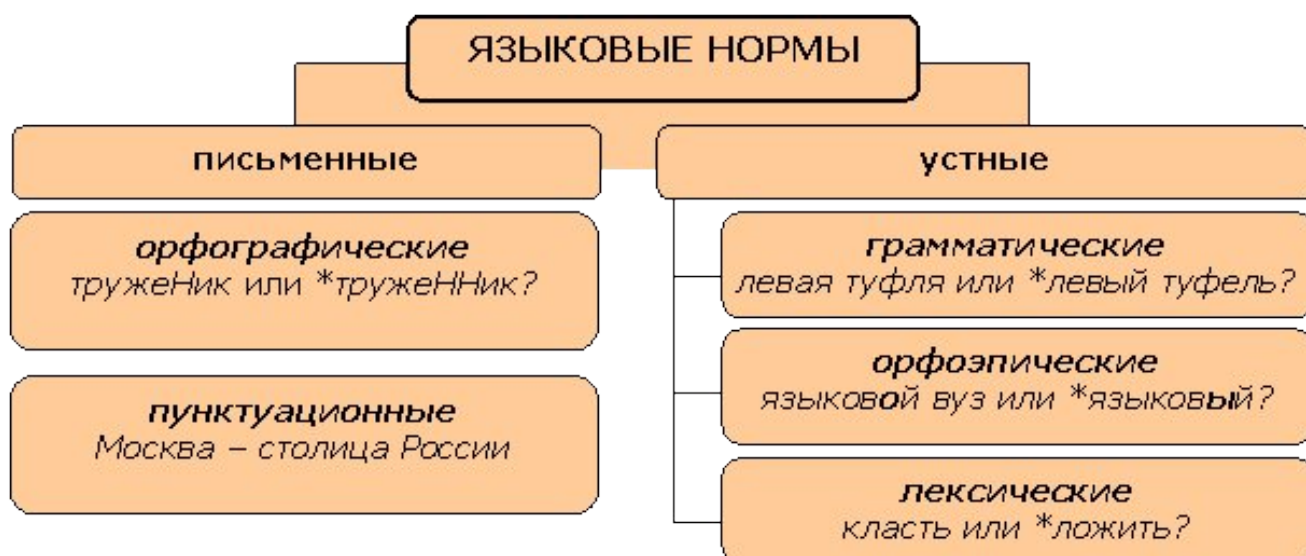 ЯЗЫКОВЫЕ НОРМЫ
письменные
орфографические
тружеНик или *тружеННик?
пунктуационные
Москва – столица России
устные
грамматические
левая туфля или *левый туфель?
орфоэпические
языковой вуз или *языковый?
лексические
класть или *ложить?